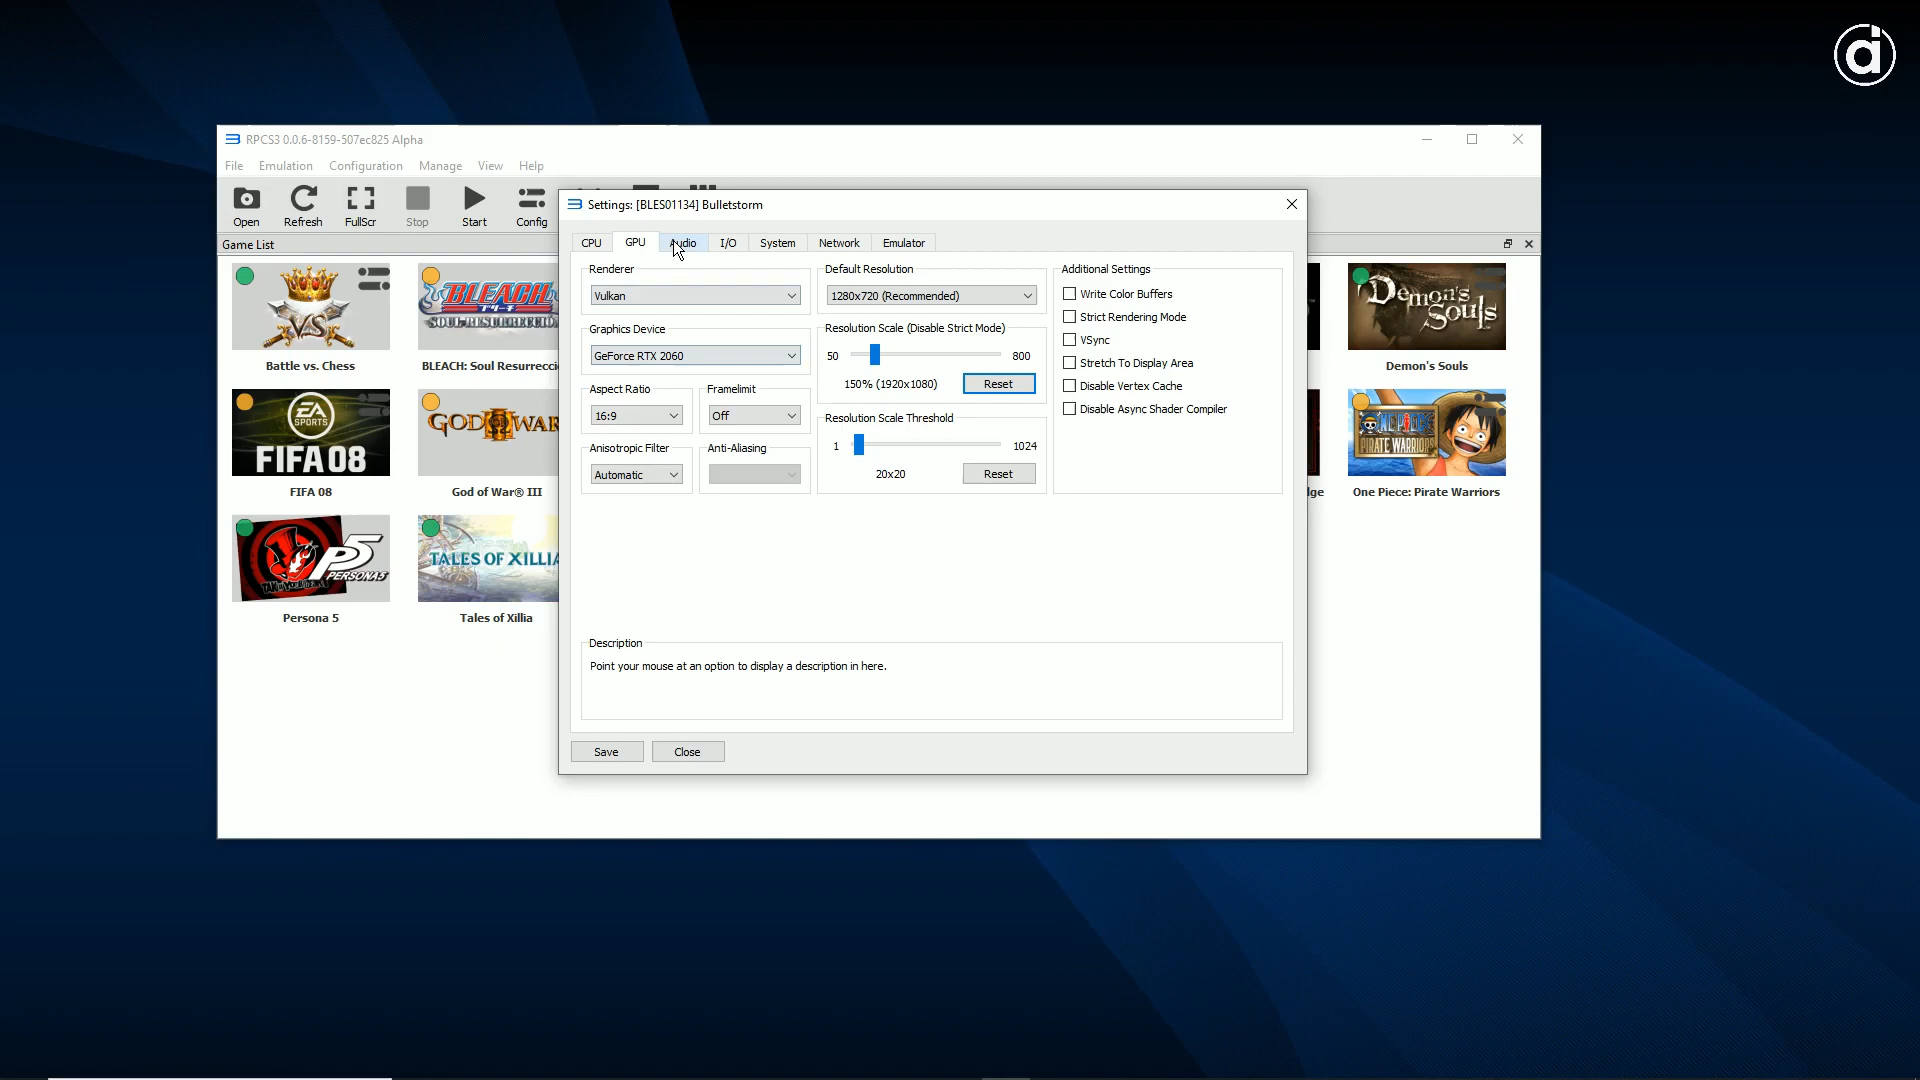 RPCS3 0.0.6-8159-507ec825 Alpha
File Emulation Configuration Manage View Help
Open Refresh FullScr Stop Start Config
Game List
Battle vs. Chess
VS
BLEACH: Soul Resurrecci
BLEACH
SOUL RESURRECCIÓN
Demon's Souls
Demon's
Souls
FIFA 08
EA
SPORTS
FIFA 08
God of War® III
GOD WAR
III
lge
One Piece: Pirate Warriors
ONE PIECE
PIRATE WARRIORS
Persona 5
P5
PERSONA5
Tales of Xillia
TALES OF XILLIA
Settings: [BLES01134] Bulletstorm
CPU GPU Audio I/O System Network Emulator
Renderer
Vulkan
Graphics Device
GeForce RTX 2060
Aspect Ratio
16:9
Framelimit
Off
Anisotropic Filter
Automatic
Anti-Aliasing
Default Resolution
1280x720 (Recommended)
Resolution Scale (Disable Strict Mode)
50 800
150% (1920x1080) Reset
Resolution Scale Threshold
1 1024
20x20 Reset
Additional Settings
Write Color Buffers
Strict Rendering Mode
VSync
Stretch To Display Area
Disable Vertex Cache
Disable Async Shader Compiler
Description
Point your mouse at an option to display a description in here.
Save Close